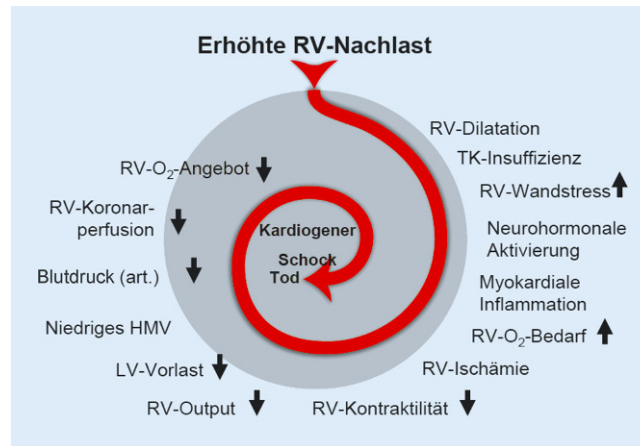 Erhöhte RV-Nachlast
RV-Dilatation
TK-Insuffizienz
RV-Wandstress
Neurohormonale
Aktivierung
Myokardiale
Inflammation
RV-O₂-Bedarf
RV-Ischämie
RV-Kontraktilität
RV-Output
LV-Vorlast
Niedriges HMV
Blutdruck (art.)
RV-Koronar-
perfusion
RV-O₂-Angebot
Kardiogener
Schock
Tod